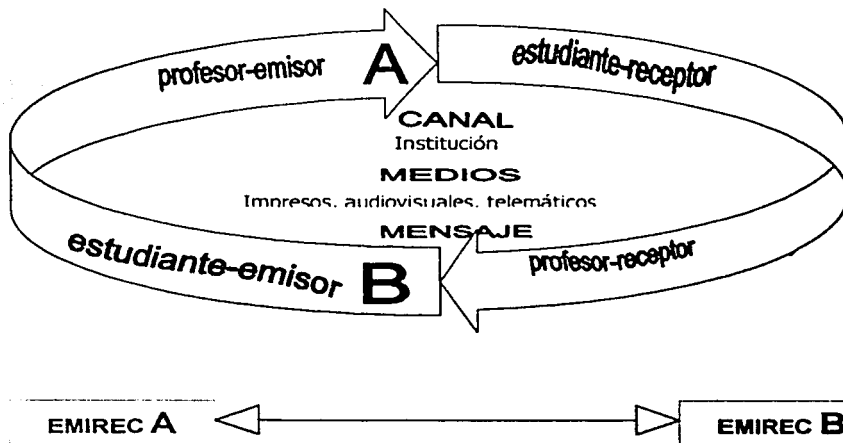 profesor-emisor A estudiante-receptor
CANAL
Institución
MEDIOS
Impresos, audiovisuales, telemáticos
MENSAJE
estudiante-emisor B profesor-receptor
EMIREC A EMIREC B